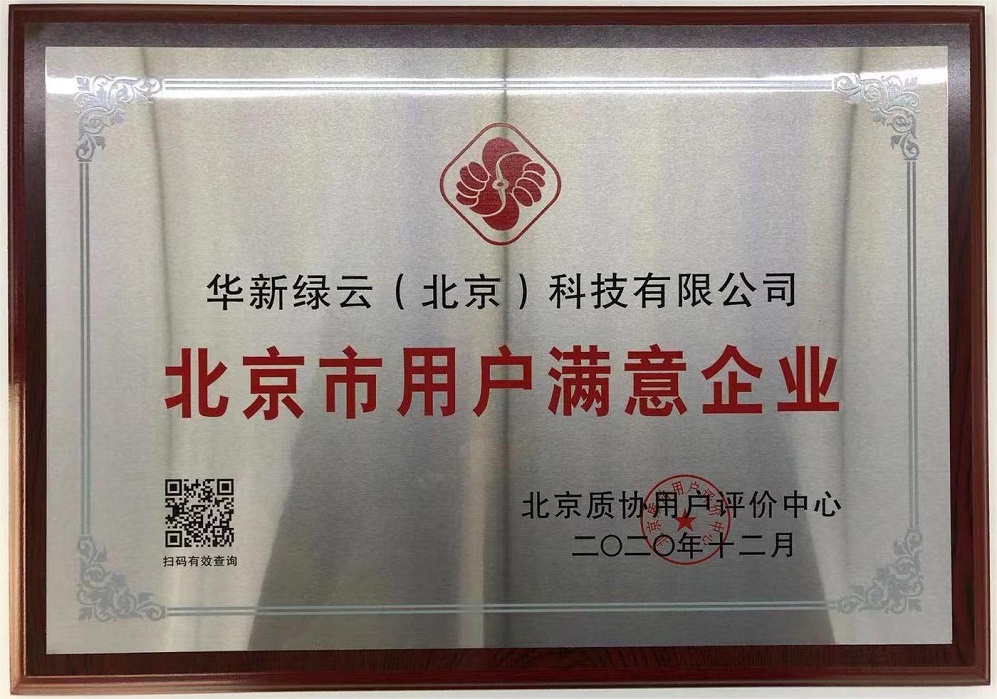 华新绿云（北京）科技有限公司
北京市用户满意企业
北京质协用户评价中心
二〇二〇年十二月
扫码有效查询